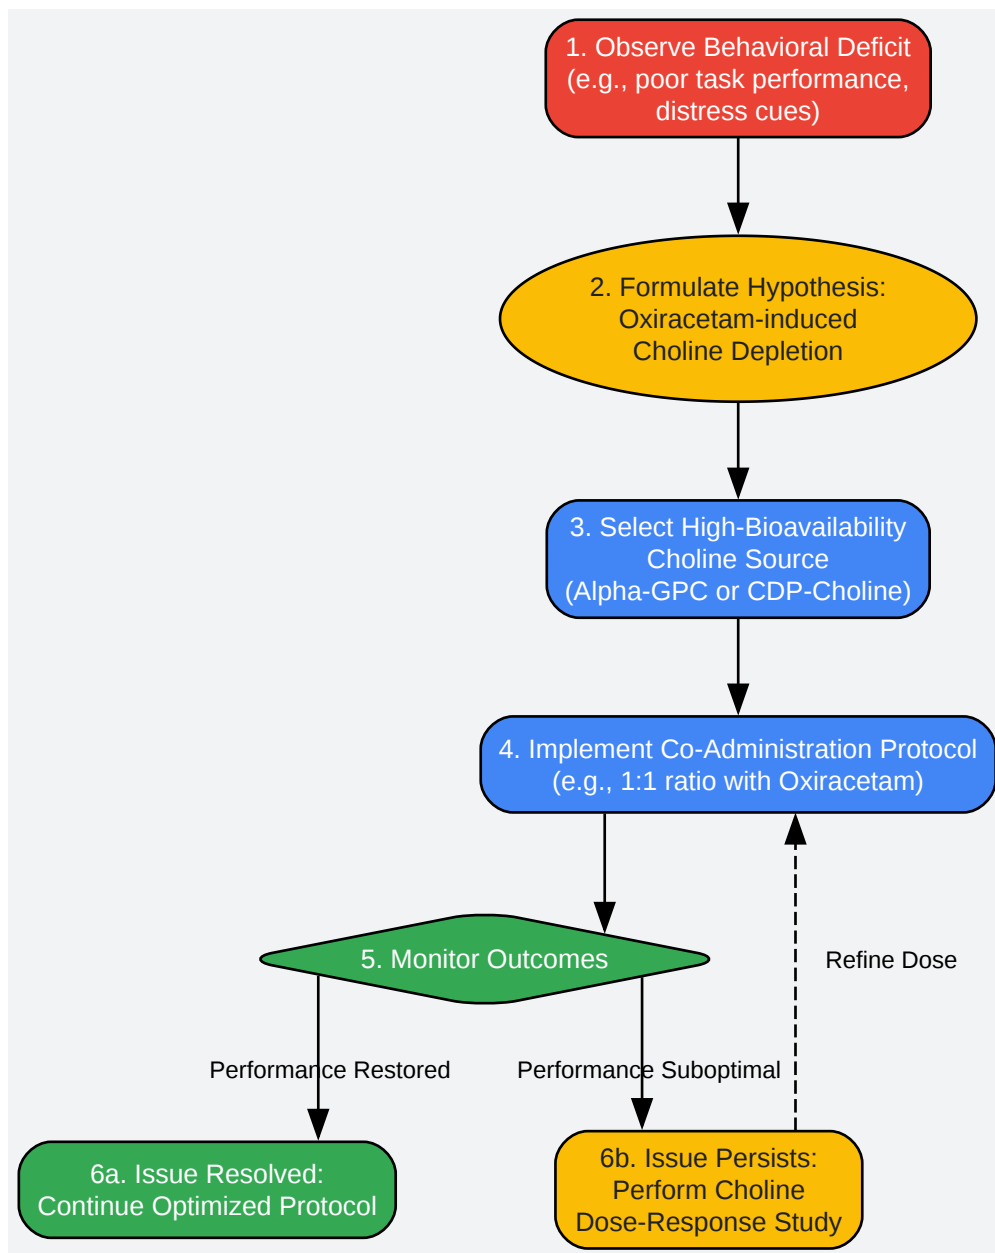 1. Observe Behavioral Deficit
(e.g., poor task performance,
distress cues)
2. Formulate Hypothesis:
Oxiracetam-induced
Choline Depletion
3. Select High-Bioavailability
Choline Source
(Alpha-GPC or CDP-Choline)
4. Implement Co-Administration Protocol
(e.g., 1:1 ratio with Oxiracetam)
5. Monitor Outcomes
Refine Dose
Performance Restored
Performance Suboptimal
6a. Issue Resolved:
Continue Optimized Protocol
6b. Issue Persists:
Perform Choline
Dose-Response Study